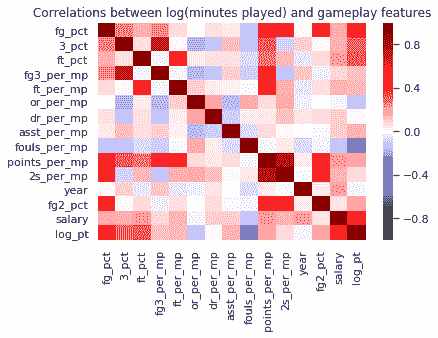 Correlations between log(minutes played) and gameplay features
fg_pct
3_pct
ft_pct
fg3_per_mp
ft_per_mp
or_per_mp
dr_per_mp
asst_per_mp
fouls_per_mp
points_per_mp
2s_per_mp
year
fg2_pct
salary
log_pt
fg_pct
3_pct
ft_pct
fg3_per_mp
ft_per_mp
or_per_mp
dr_per_mp
asst_per_mp
fouls_per_mp
points_per_mp
2s_per_mp
year
fg2_pct
salary
log_pt
0.8
0.4
0.0
−0.4
−0.8